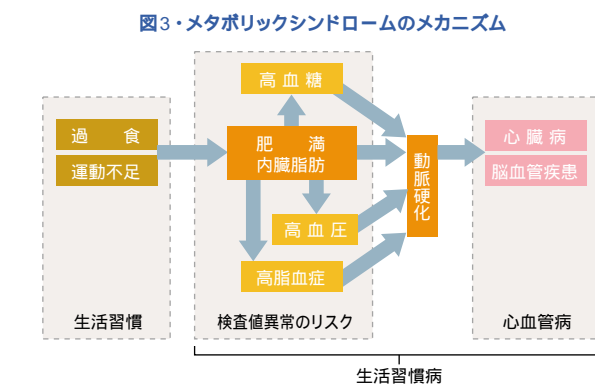 図3・メタボリックシンドロームのメカニズム
過　食
運動不足
生活習慣
高血糖
肥　満
内臓脂肪
高血圧
高脂血症
検査値異常のリスク
動脈硬化
心臓病
脳血管疾患
心血管病
生活習慣病